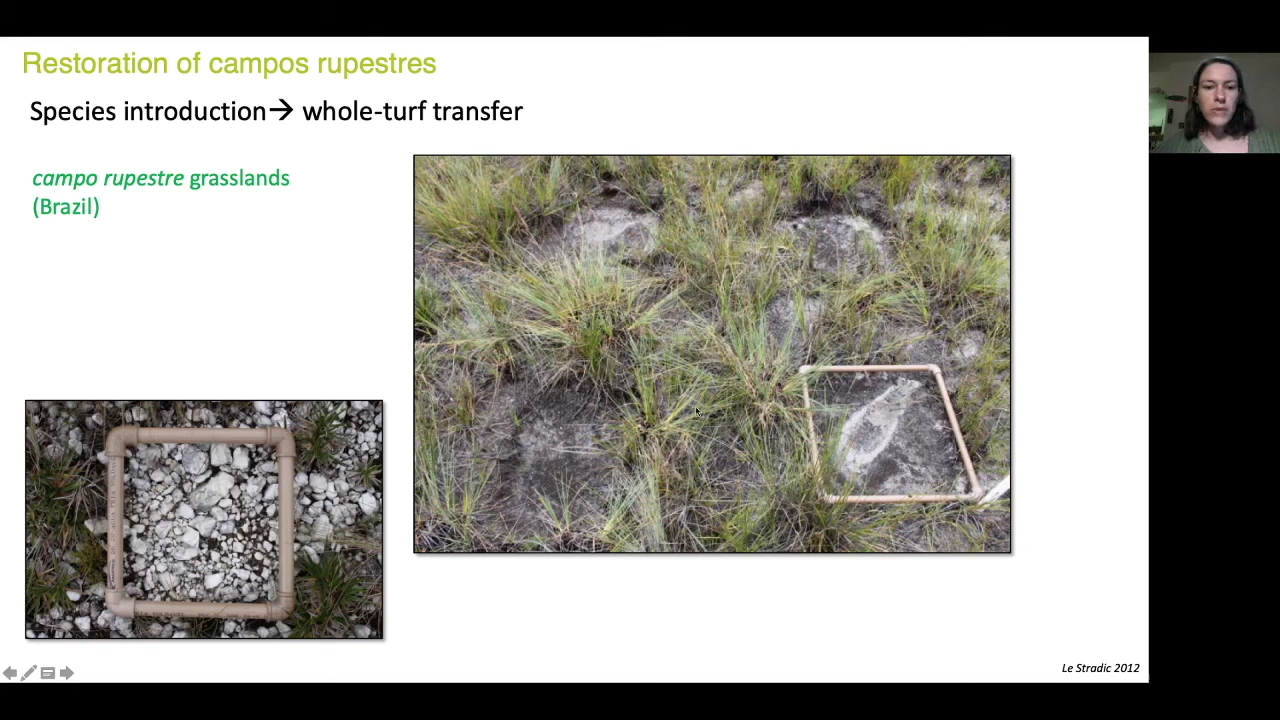 Restoration of campos rupestres
Species introduction→ whole-turf transfer
campo rupestre grasslands
(Brazil)
Le Stradic 2012